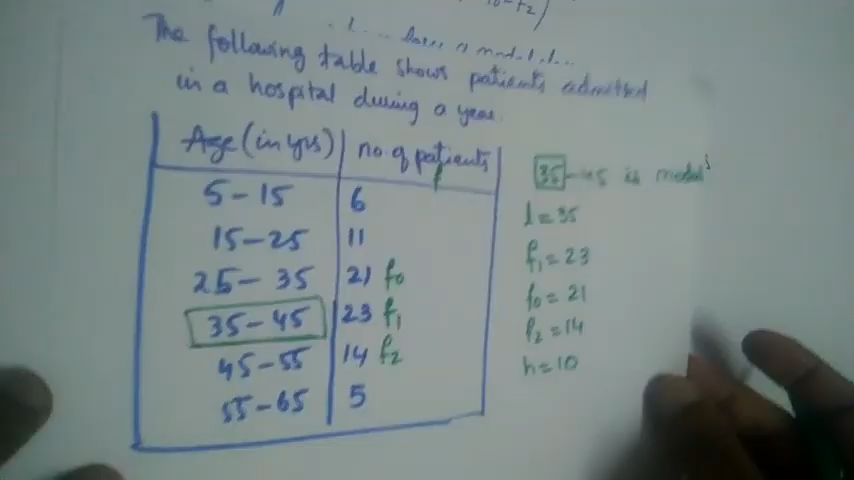 The following table shows patients admitted
in a hospital during a year.
Age (in yrs) no. of patients
5-15 6
15-25 11
25-35 21 f0
35-45 23 f1
45-55 14 f2
55-65 5
35-45 is modal
l=35
f1=23
f0=21
f2=14
h=10